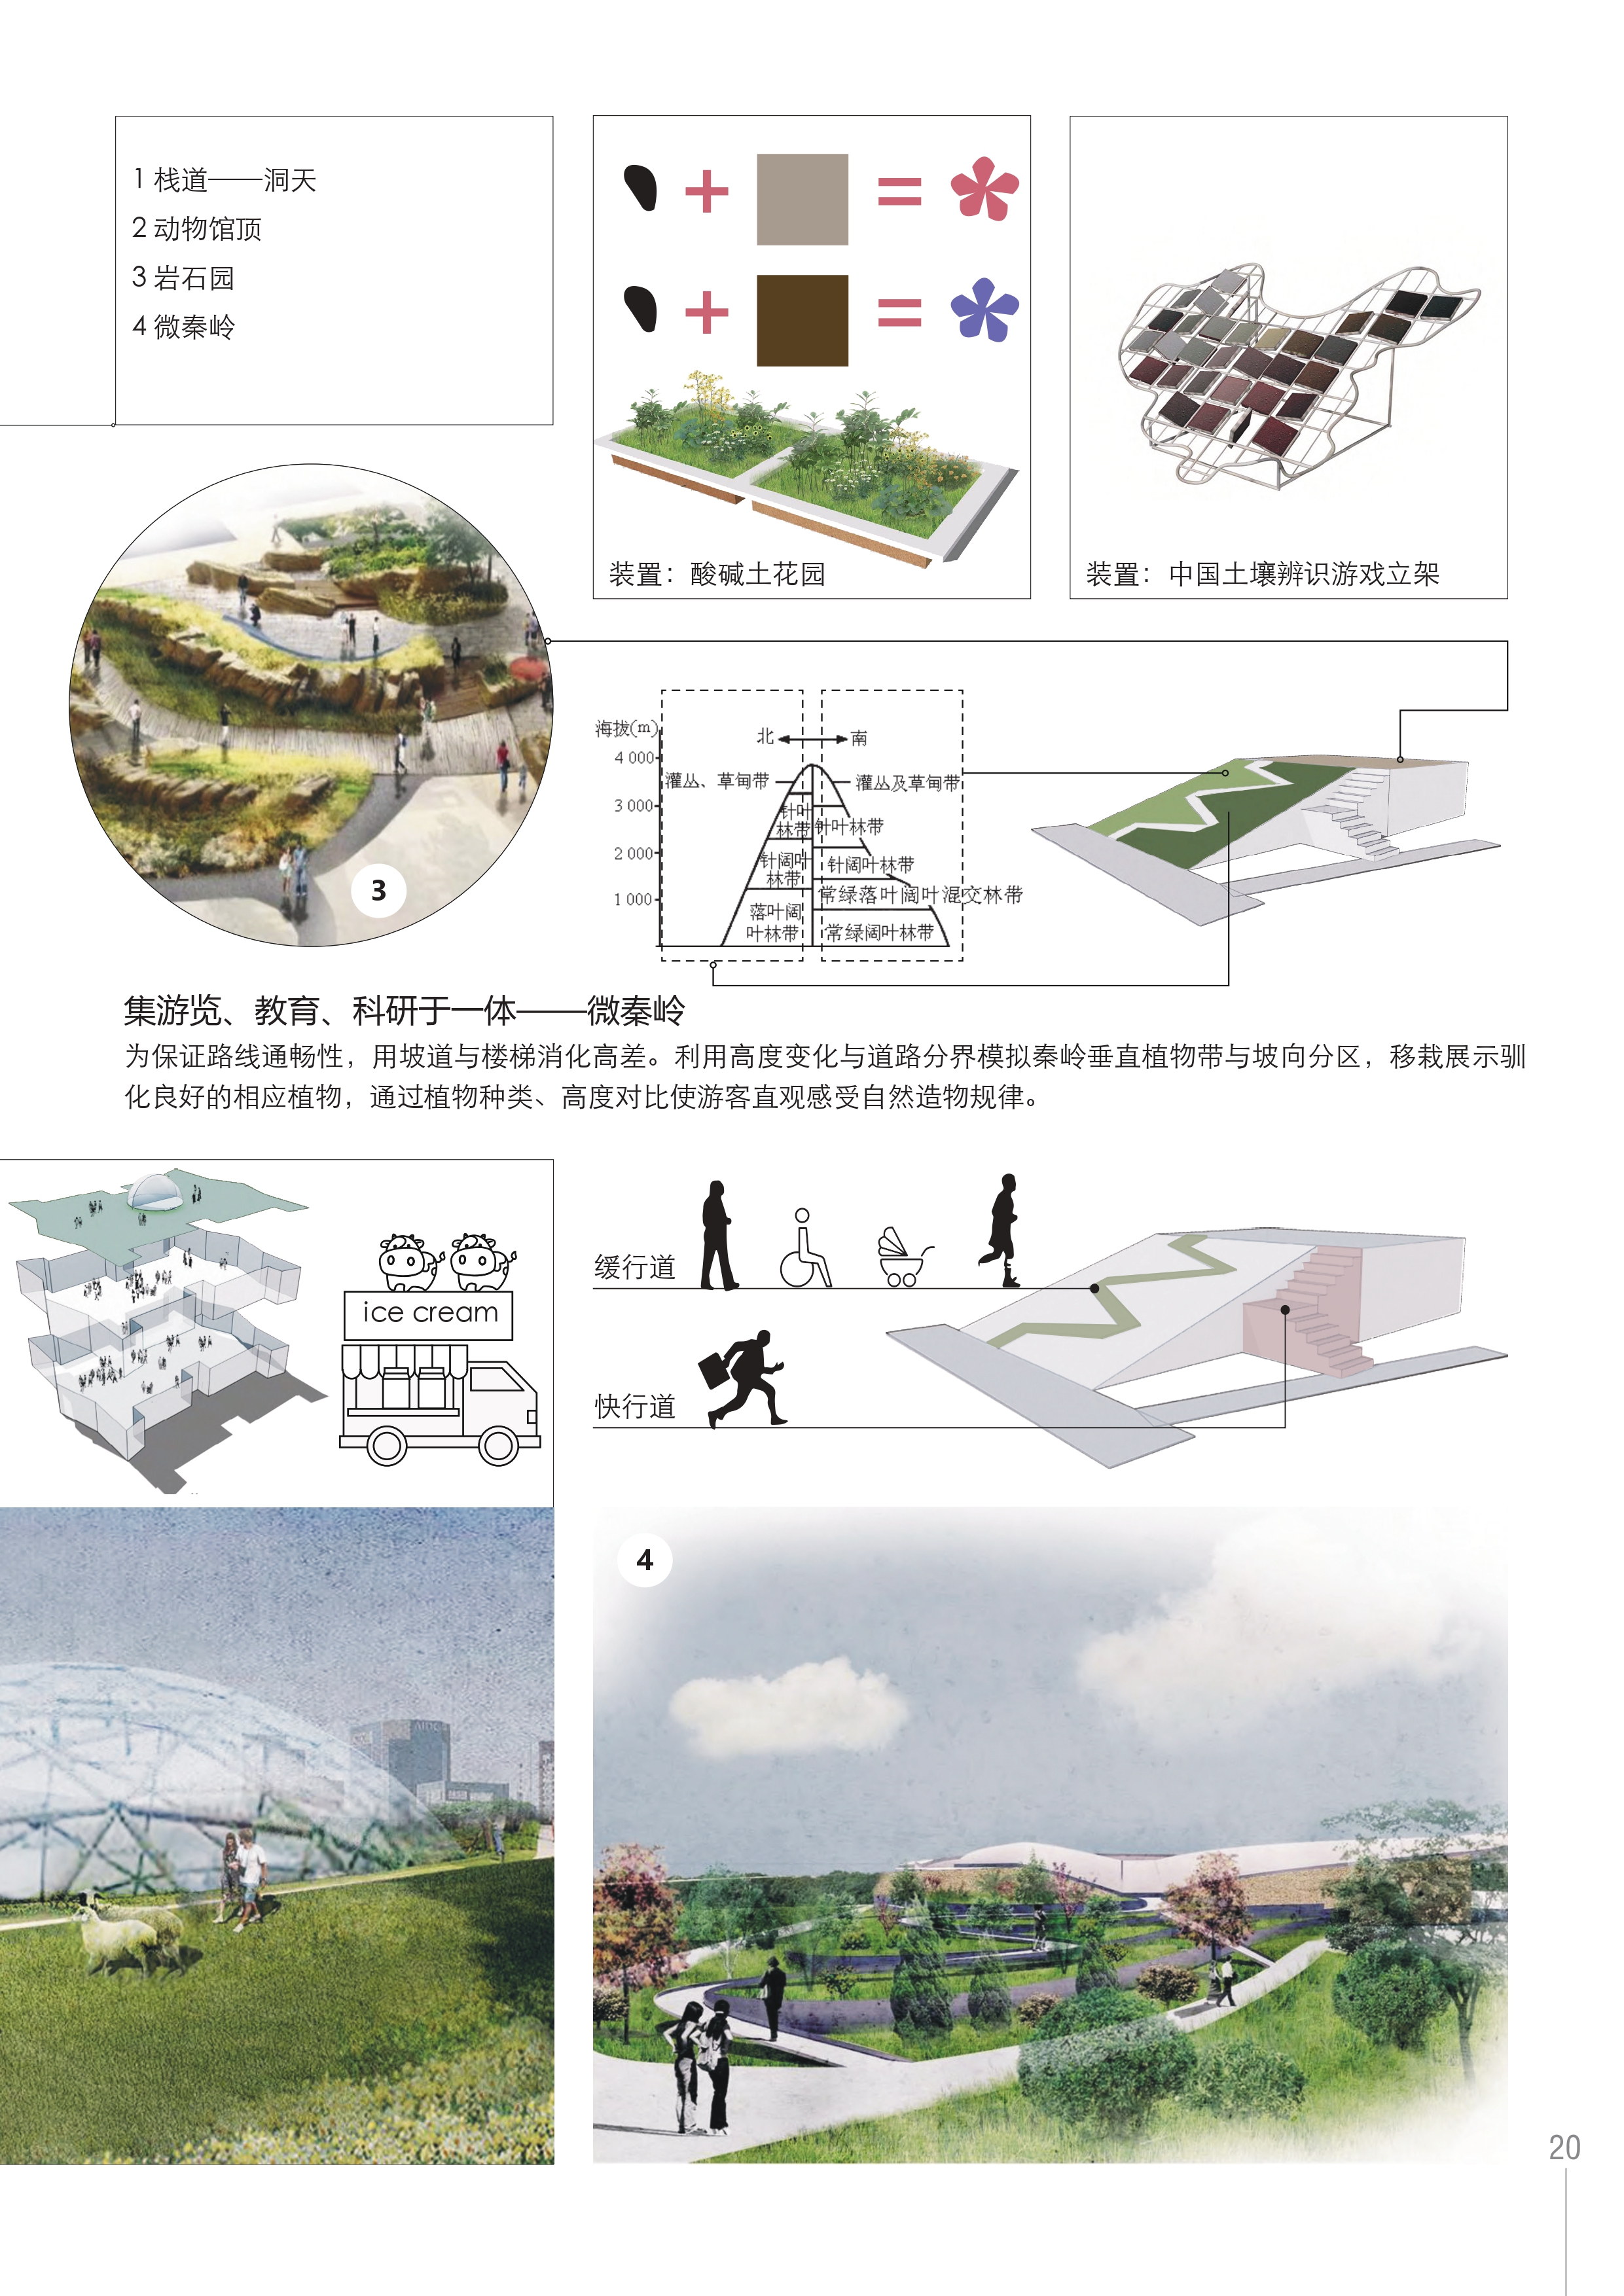 1 栈道——洞天
2 动物馆顶
3 岩石园
4 微秦岭
装置：酸碱土花园
装置：中国土壤辨识游戏立架
3
海拔(m)
北 南
4 000
灌丛、草甸带 灌丛及草甸带
3 000
针叶
林带
针叶林带
2 000
针阔叶
林带
针阔叶林带
常绿落叶阔叶混交林带
1 000
落叶阔
叶林带
常绿阔叶林带
集游览、教育、科研于一体——微秦岭
为保证路线通畅性，用坡道与楼梯消化高差。利用高度变化与道路分界模拟秦岭垂直植物带与坡向分区，移栽展示驯
化良好的相应植物，通过植物种类、高度对比使游客直观感受自然造物规律。
ice cream
缓行道
快行道
4
20